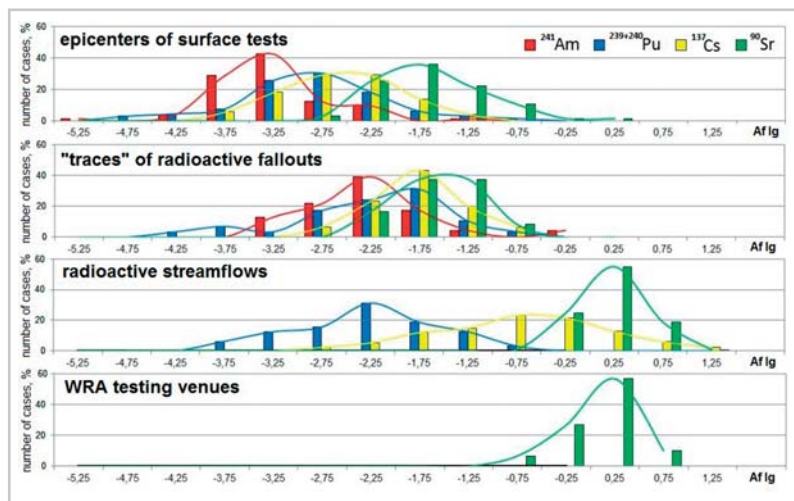 number of cases, %
60
40
20
0
epicenters of surface tests
241Am 239+240Pu 137Cs 90Sr
-5,25 -4,75 -4,25 -3,75 -3,25 -2,75 -2,25 -1,75 -1,25 -0,75 -0,25 0,25 0,75 1,25 Af lg
number of cases, %
60
40
20
0
"traces" of radioactive fallouts
-5,25 -4,75 -4,25 -3,75 -3,25 -2,75 -2,25 -1,75 -1,25 -0,75 -0,25 0,25 0,75 1,25 Af lg
number of cases, %
60
40
20
0
radioactive streamflows
-5,25 -4,75 -4,25 -3,75 -3,25 -2,75 -2,25 -1,75 -1,25 -0,75 -0,25 0,25 0,75 1,25 Af lg
number of cases, %
60
40
20
0
WRA testing venues
-5,25 -4,75 -4,25 -3,75 -3,25 -2,75 -2,25 -1,75 -1,25 -0,75 -0,25 0,25 0,75 1,25 Af lg